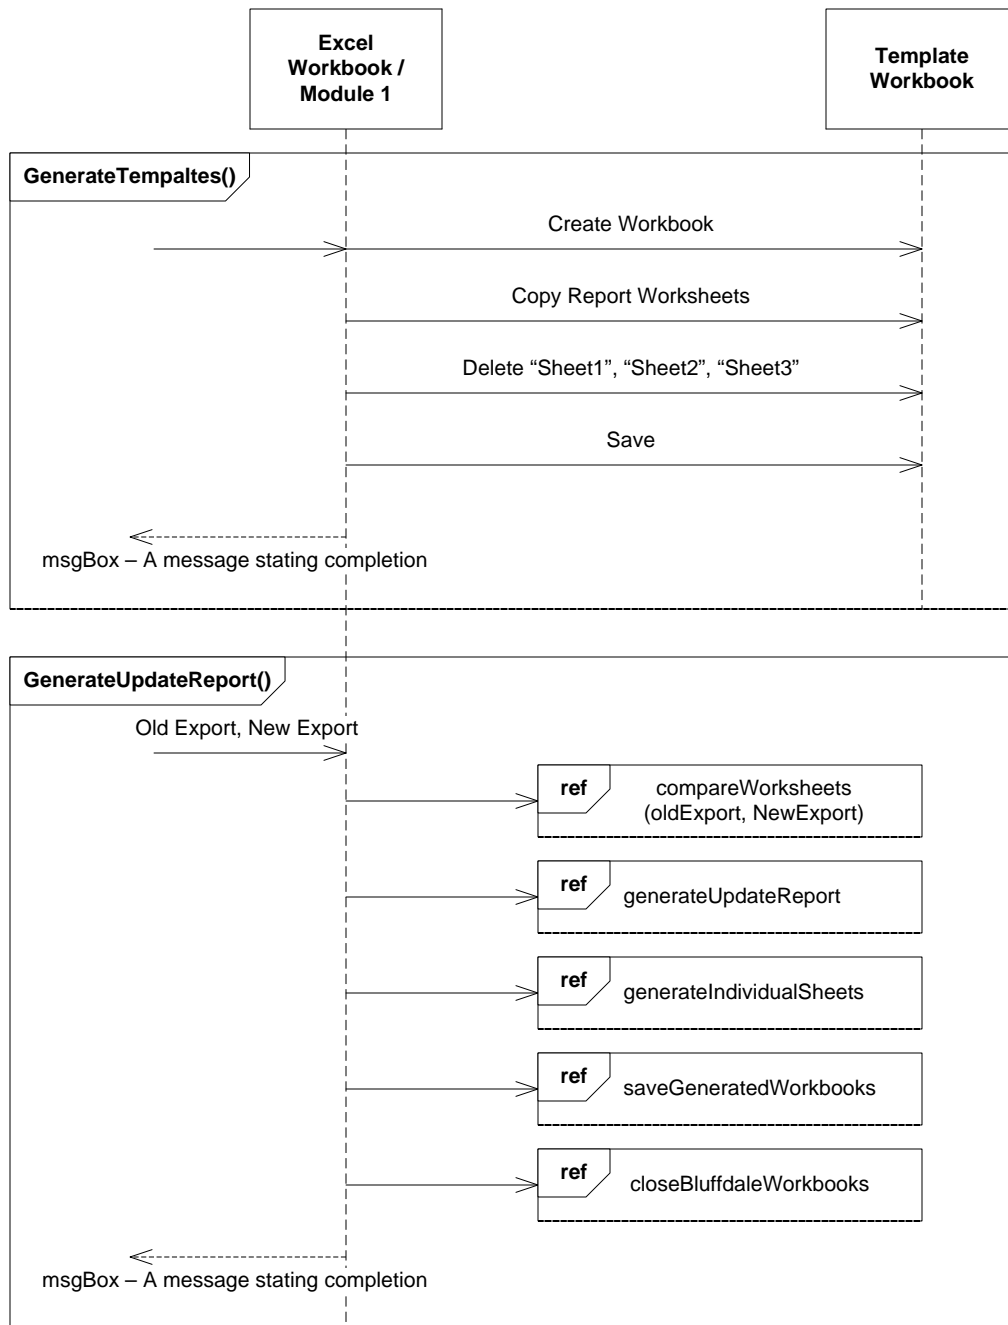 Excel
Workbook /
Module 1
Template
Workbook
GenerateTempaltes()
Create Workbook
Copy Report Worksheets
Delete “Sheet1”, “Sheet2”, “Sheet3”
Save
msgBox – A message stating completion
GenerateUpdateReport()
Old Export, New Export
ref
compareWorksheets
(oldExport, NewExport)
ref
generateUpdateReport
ref
generateIndividualSheets
ref
saveGeneratedWorkbooks
ref
closeBluffdaleWorkbooks
msgBox – A message stating completion